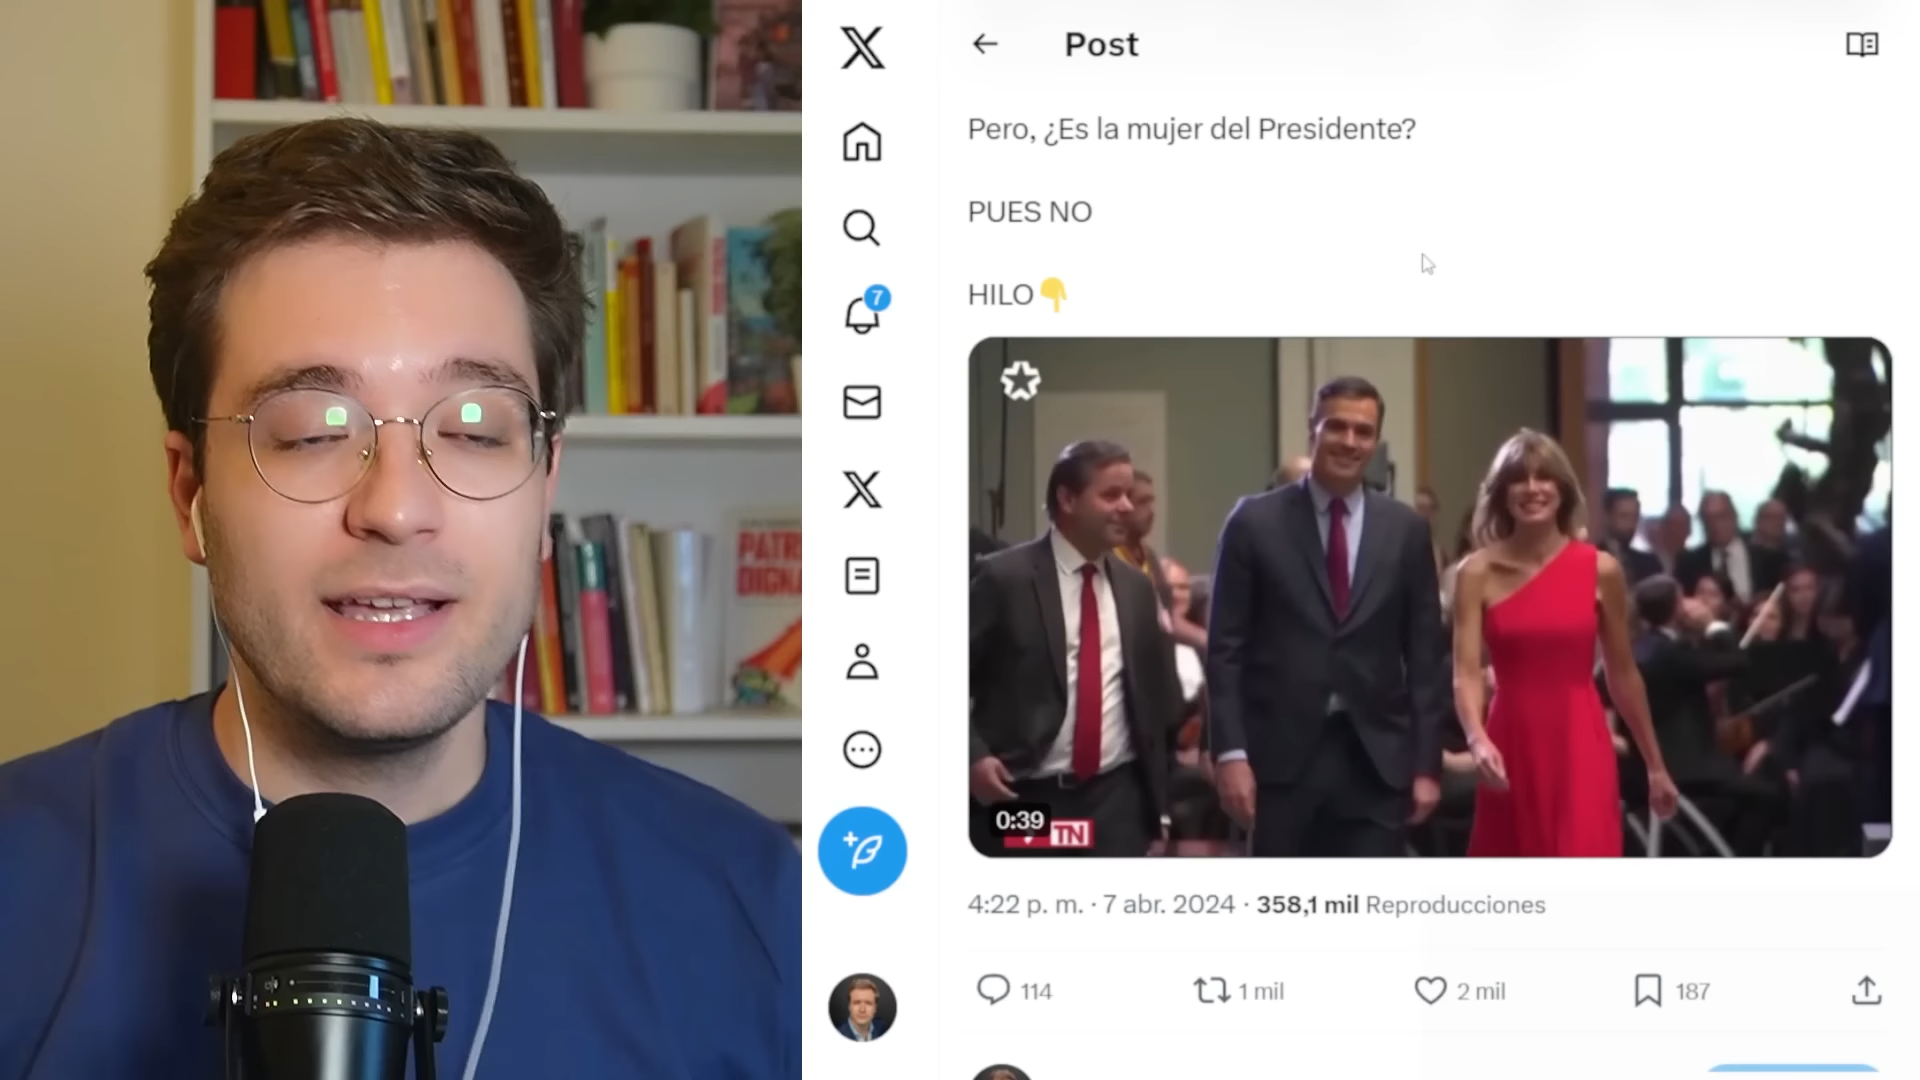 Post
Pero, ¿Es la mujer del Presidente?
PUES NO
HILO👇
7
0:39
TN
4:22 p. m. · 7 abr. 2024 · 358,1 mil Reproducciones
114
1 mil
2 mil
187